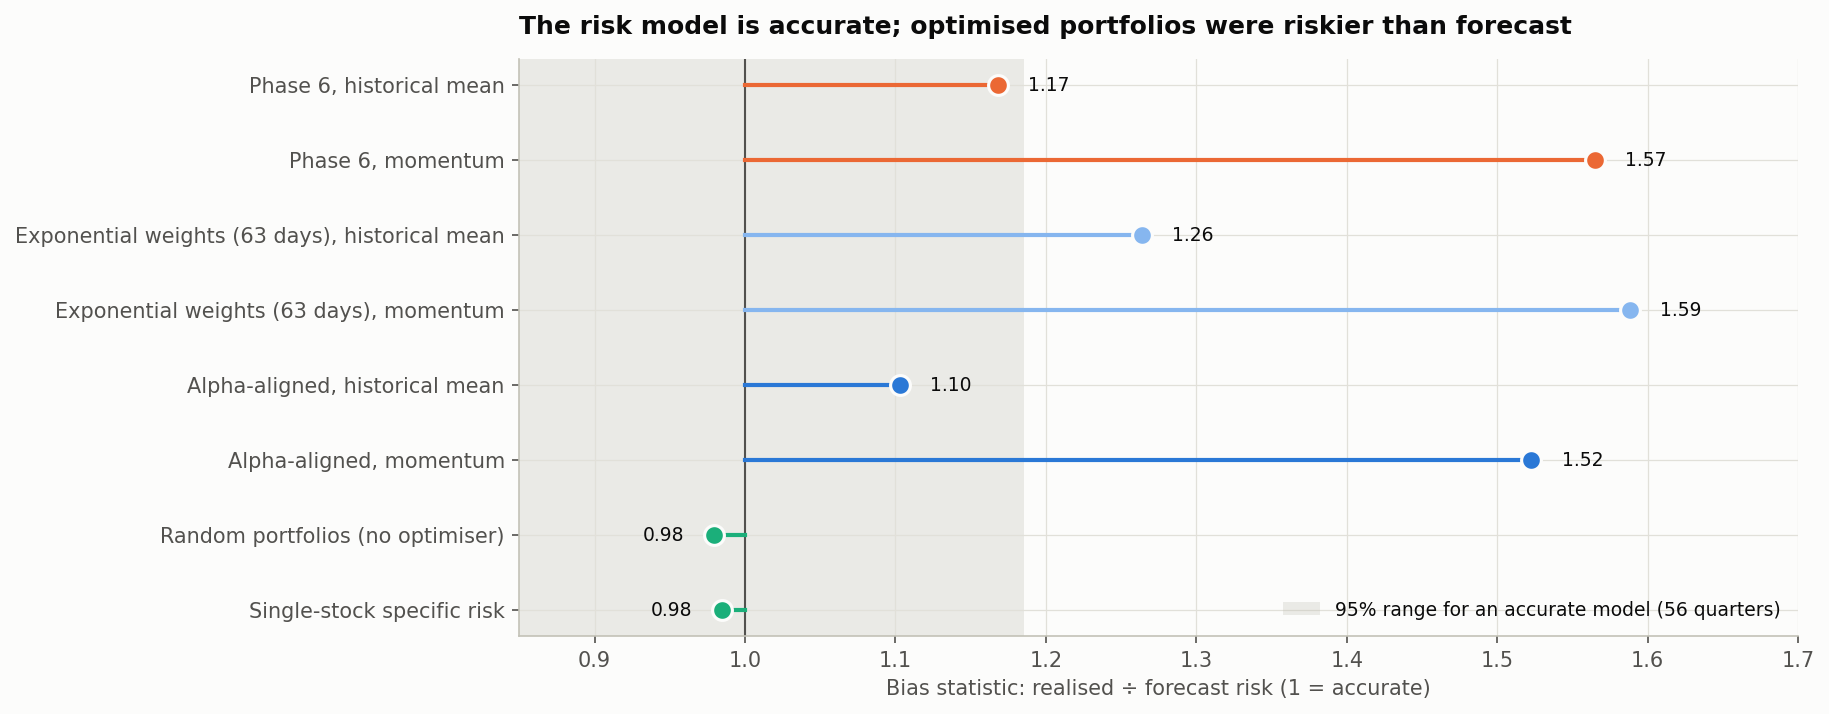 The risk model is accurate; optimised portfolios were riskier than forecast
Phase 6, historical mean
1.17
Phase 6, momentum
1.57
Exponential weights (63 days), historical mean
1.26
Exponential weights (63 days), momentum
1.59
Alpha-aligned, historical mean
1.10
Alpha-aligned, momentum
1.52
Random portfolios (no optimiser)
0.98
Single-stock specific risk
0.98
95% range for an accurate model (56 quarters)
0.9 1.0 1.1 1.2 1.3 1.4 1.5 1.6 1.7
Bias statistic: realised ÷ forecast risk (1 = accurate)